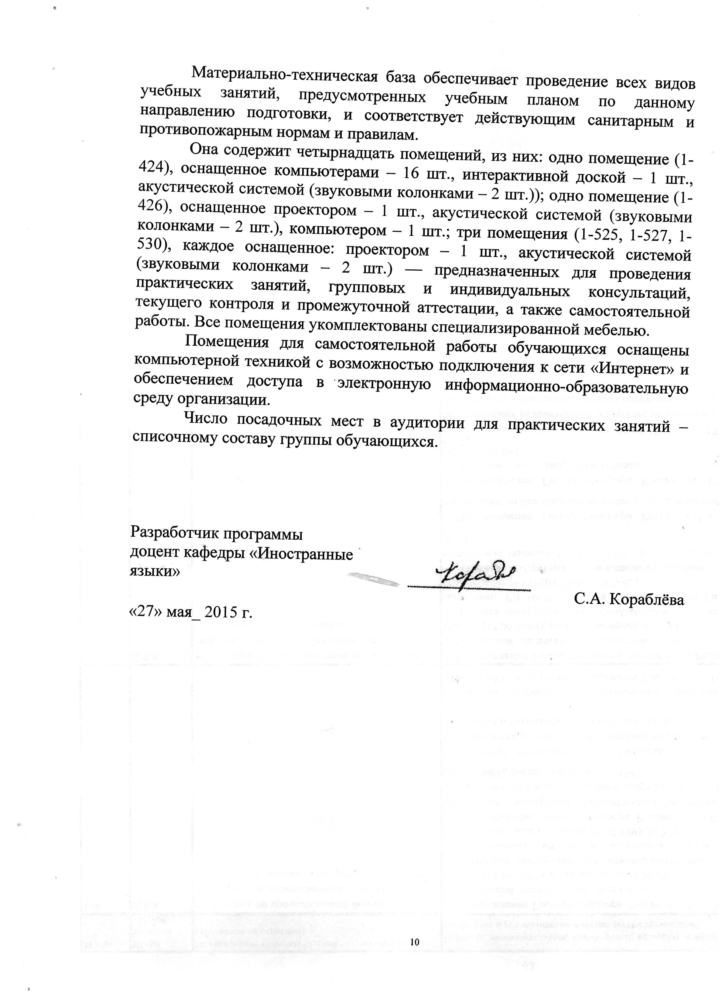 Материально-техническая база обеспечивает проведение всех видов
учебных занятий, предусмотренных учебным планом по данному
направлению подготовки, и соответствует действующим санитарным и
противопожарным нормам и правилам.
Она содержит четырнадцать помещений, из них: одно помещение (1-
424), оснащенное компьютерами – 16 шт., интерактивной доской – 1 шт.,
акустической системой (звуковыми колонками – 2 шт.)); одно помещение (1-
426), оснащенное проектором – 1 шт., акустической системой (звуковыми
колонками – 2 шт.), компьютером – 1 шт.; три помещения (1-525, 1-527, 1-
530), каждое оснащенное: проектором – 1 шт., акустической системой
(звуковыми колонками – 2 шт.) — предназначенных для проведения
практических занятий, групповых и индивидуальных консультаций,
текущего контроля и промежуточной аттестации, а также самостоятельной
работы. Все помещения укомплектованы специализированной мебелью.
Помещения для самостоятельной работы обучающихся оснащены
компьютерной техникой с возможностью подключения к сети «Интернет» и
обеспечением доступа в электронную информационно-образовательную
среду организации.
Число посадочных мест в аудитории для практических занятий –
списочному составу группы обучающихся.
Разработчик программы
доцент кафедры «Иностранные
языки»
С.А. Кораблёва
«27» мая_ 2015 г.
10